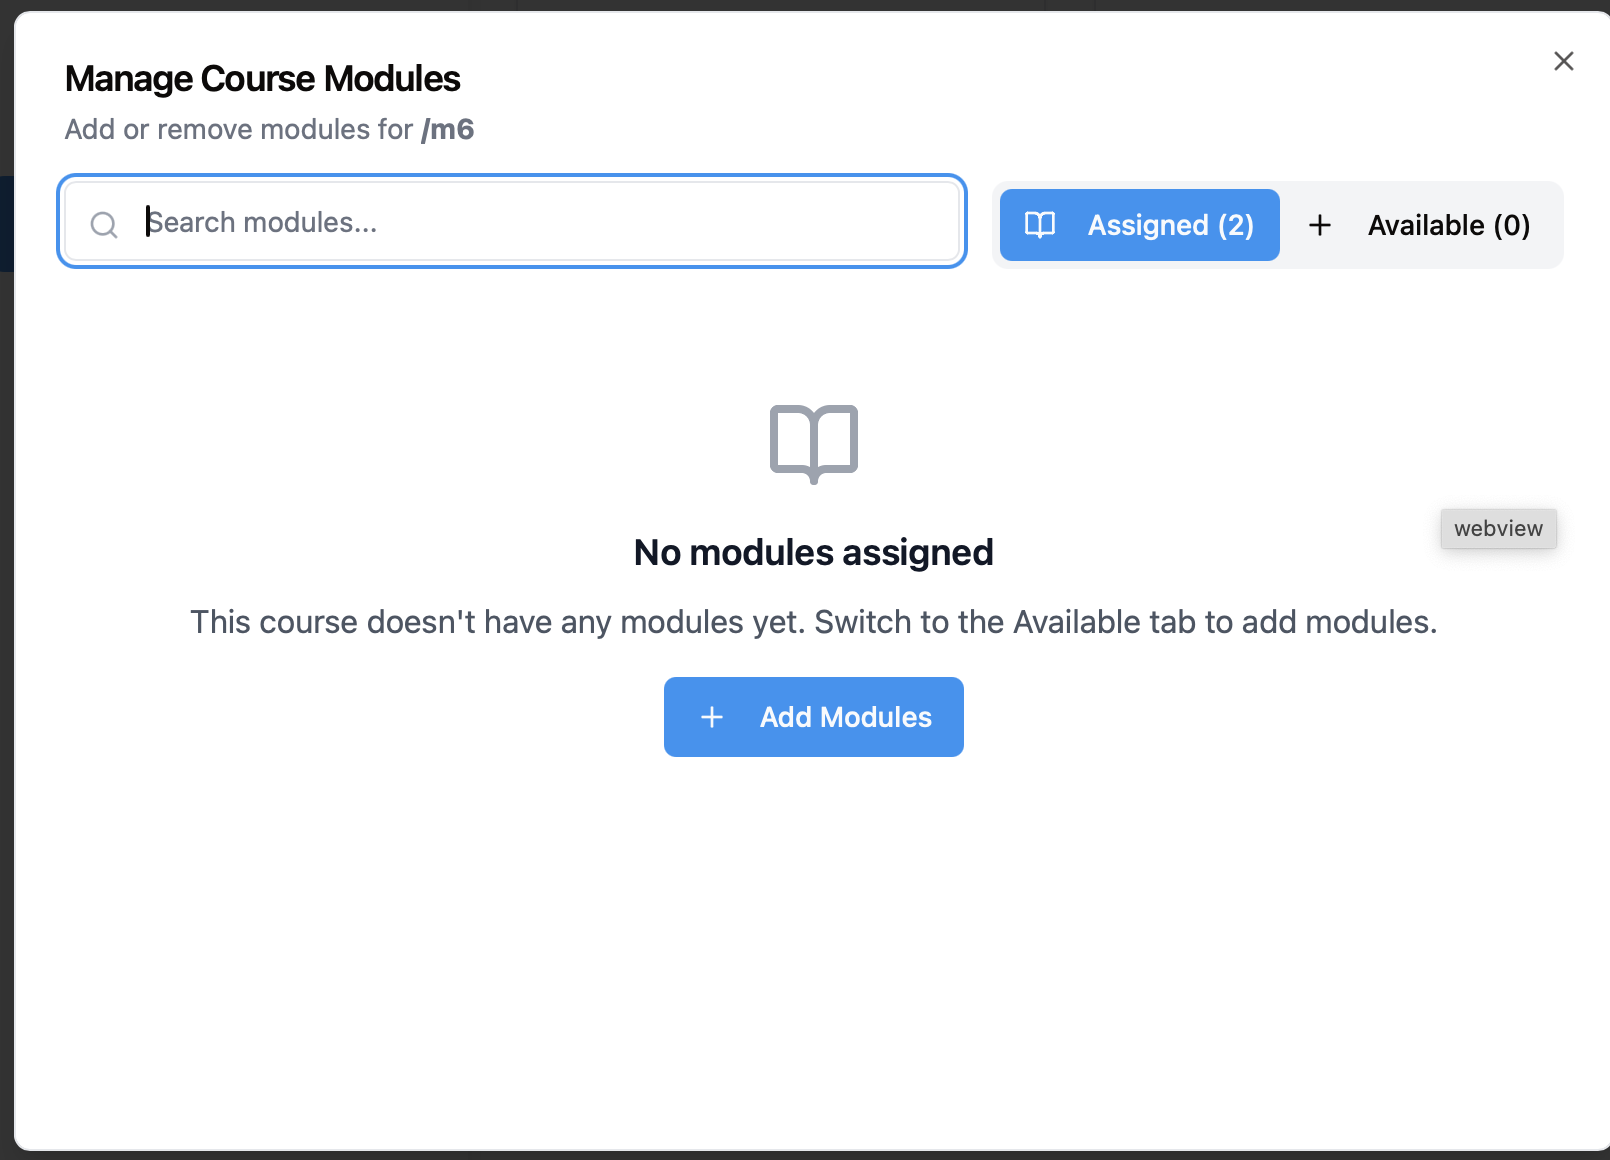 Manage Course Modules
Add or remove modules for /m6
Search modules...
Assigned (2)
Available (0)
No modules assigned
webview
This course doesn't have any modules yet. Switch to the Available tab to add modules.
Add Modules